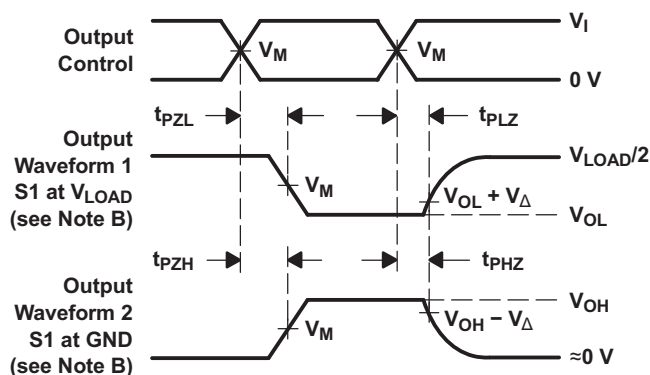 Output
Control
V_I
V_M
V_M
0 V
t_PZL
t_PLZ
Output
Waveform 1
S1 at V_LOAD
(see Note B)
V_LOAD/2
V_M
V_OL + V_Δ
V_OL
t_PZH
t_PHZ
Output
Waveform 2
S1 at GND
(see Note B)
V_OH
V_M
V_OH − V_Δ
≈0 V